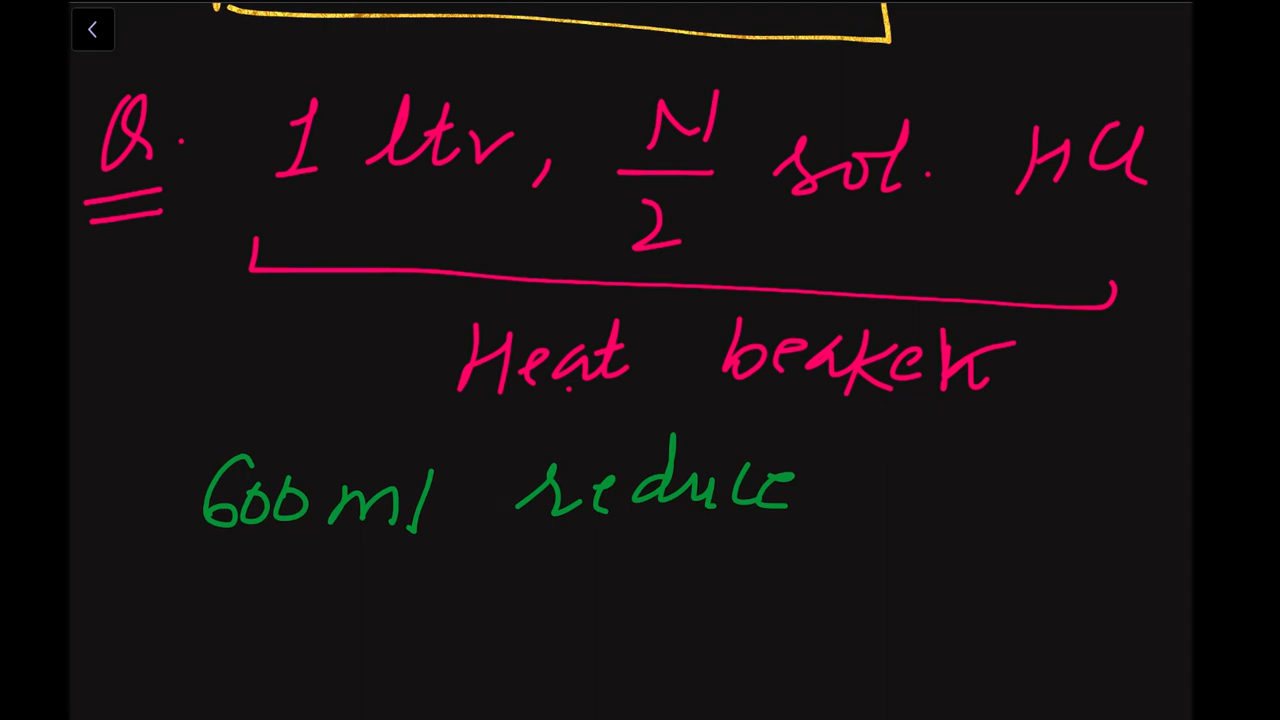 Q. 1 ltr, N/2 sol. HCl
Heat beaker
600 ml reduce